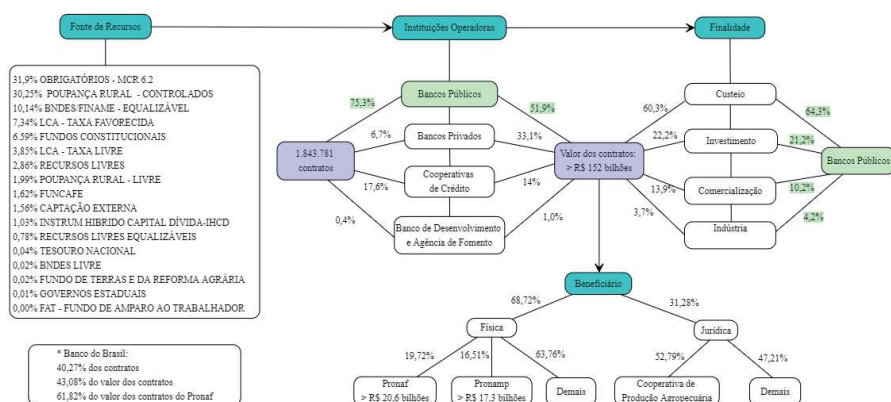 Fonte de Recursos
Instituições Operadoras
Finalidade
31,9% OBRIGATÓRIOS - MCR 6.2
30,25% POUPANÇA RURAL - CONTROLADOS
10,14% BNDES/FINAME - EQUALIZÁVEL
7,34% LCA - TAXA FAVORECIDA
6.59% FUNDOS CONSTITUCIONAIS
3,85% LCA - TAXA LIVRE
2,86% RECURSOS LIVRES
1,99% POUPANÇA RURAL - LIVRE
1,62% FUNCAFE
1,56% CAPTAÇÃO EXTERNA
1,03% INSTRUM HIBRIDO CAPITAL DÍVIDA-IHCD
0,78% RECURSOS LIVRES EQUALIZÁVEIS
0,04% TESOURO NACIONAL
0,02% BNDES LIVRE
0,02% FUNDO DE TERRAS E DA REFORMA AGRÁRIA
0,01% GOVERNOS ESTADUAIS
0,00% FAT - FUNDO DE AMPARO AO TRABALHADOR
* Banco do Brasil:
40,27% dos contratos
43,08% do valor dos contratos
61,82% do valor dos contratos do Pronaf
1.843.781
contratos
75,3%
6,7%
17,6%
0,4%
Bancos Públicos
Bancos Privados
Cooperativas
de Crédito
Banco de Desenvolvimento
e Agência de Fomento
51,9%
33,1%
14%
1,0%
Valor dos contratos:
> R$ 152 bilhões
60,3%
22,2%
13,9%
3,7%
Custeio
Investimento
Comercialização
Indústria
64,3%
21,2%
10,2%
4,2%
Bancos Públicos
Beneficiário
68,72%
31,28%
Física
Jurídica
19,72%
16,51%
63,76%
52,79%
47,21%
Pronaf
> R$ 20,6 bilhões
Pronamp
> R$ 17,3 bilhões
Demais
Cooperativa de
Produção Agropecuária
Demais